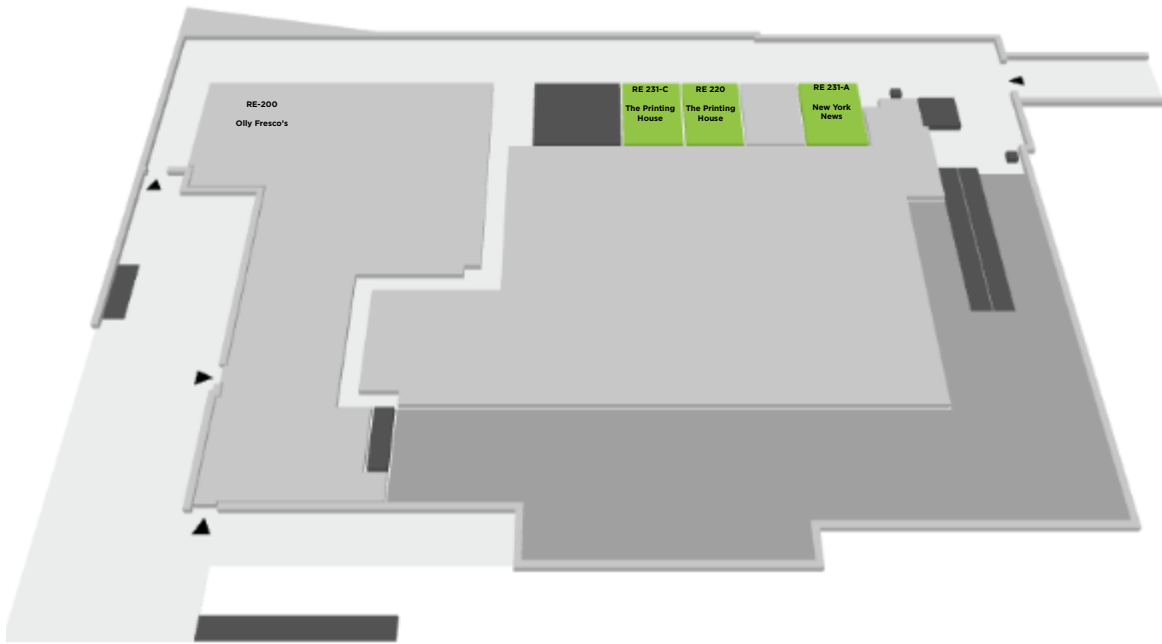 RE-200
Olly Fresco's
RE 231-C
The Printing
House
RE 220
The Printing
House
RE 231-A
New York
News